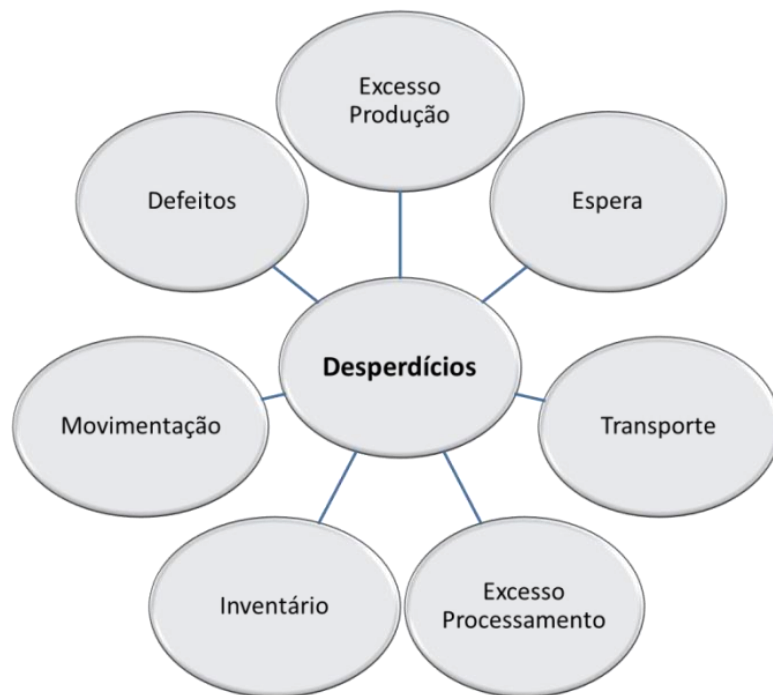 Excesso
Produção
Defeitos
Espera
Desperdícios
Movimentação
Transporte
Inventário
Excesso
Processamento